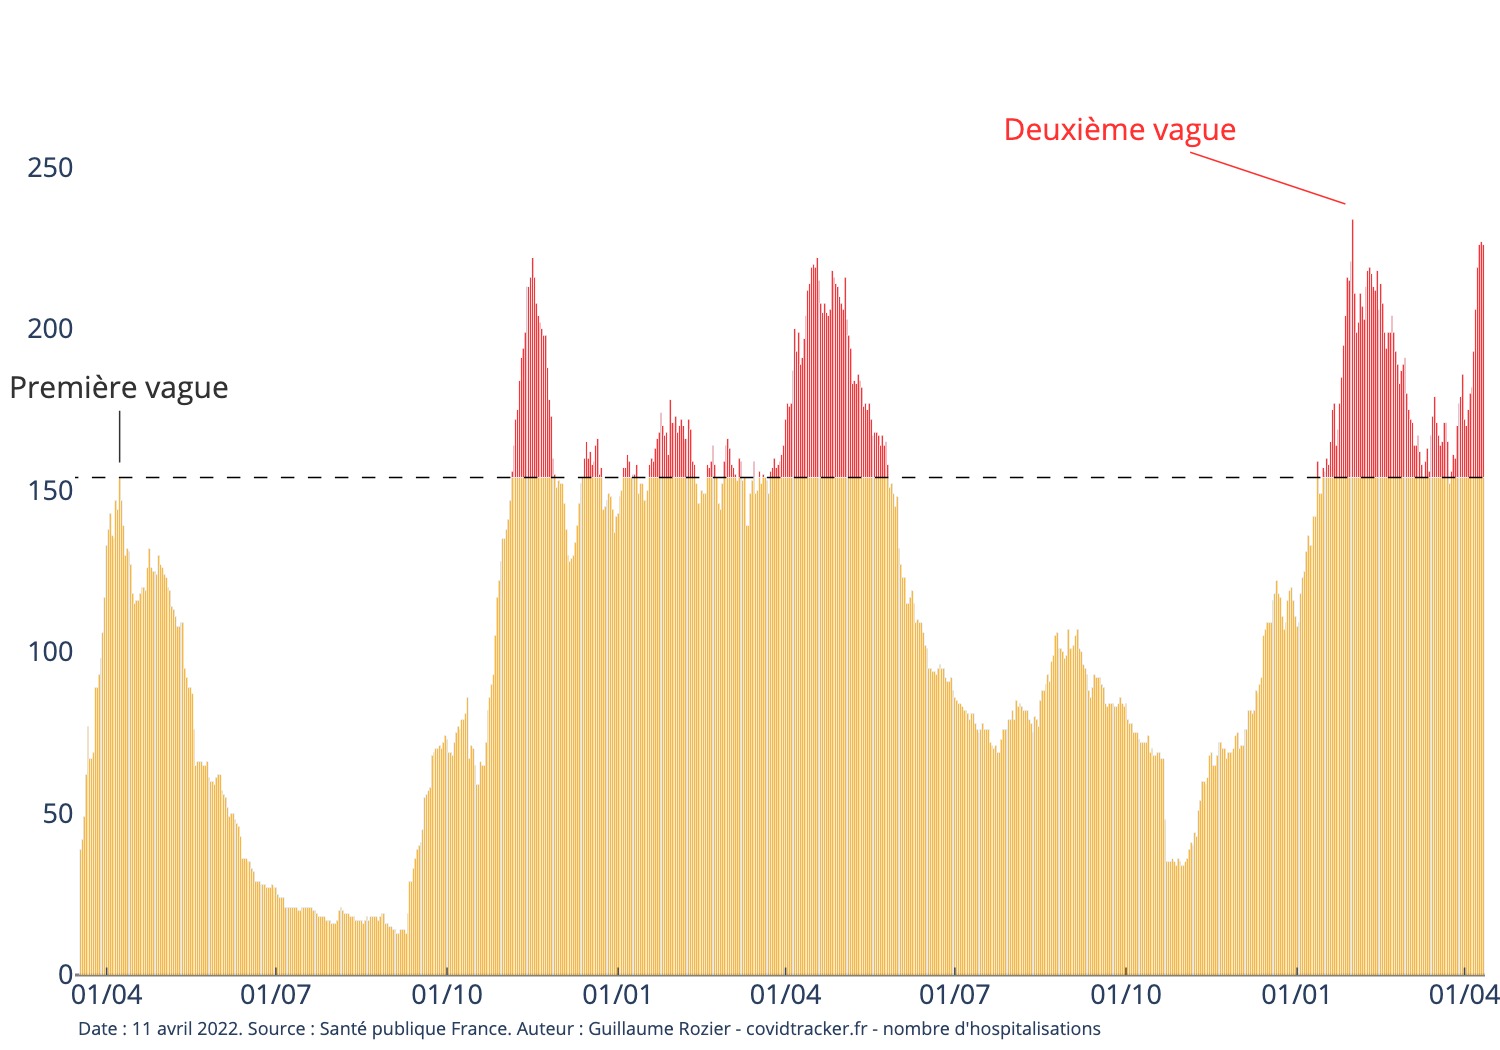 Deuxième vague
250
200
Première vague
150
100
50
0
01/04 01/07 01/10 01/01 01/04 01/07 01/10 01/01 01/04
Date : 11 avril 2022. Source : Santé publique France. Auteur : Guillaume Rozier - covidtracker.fr - nombre d'hospitalisations